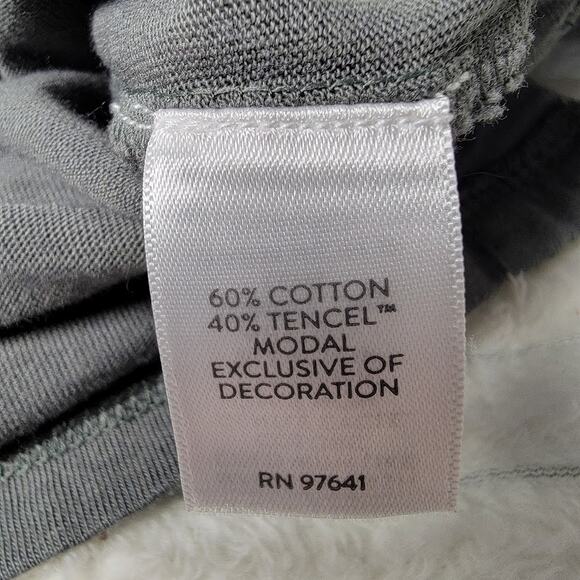 60% COTTON
40% TENCEL™
MODAL
EXCLUSIVE OF
DECORATION
RN 97641